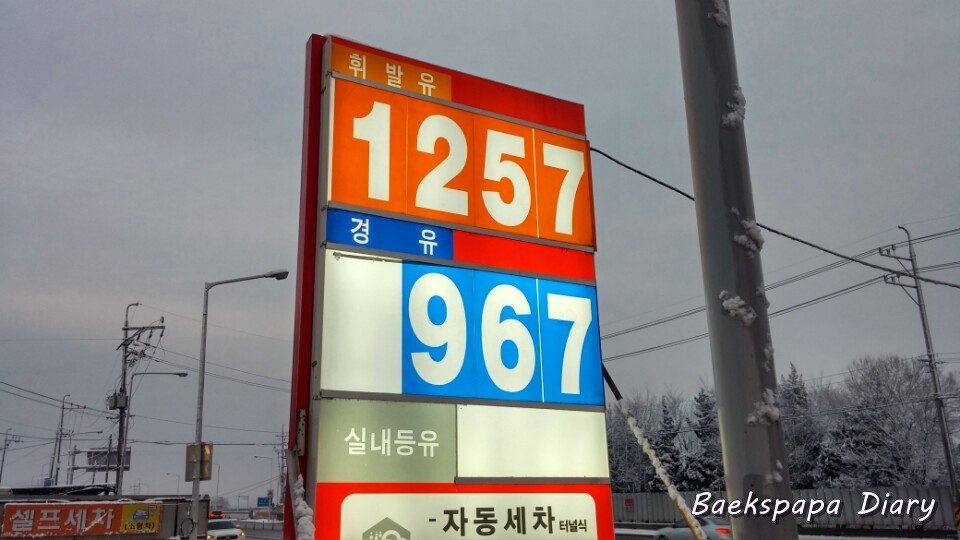 휘발유
1257
경 유
967
실내등유
-자동세차 터널식
셀프세차
Baekspapa Diary